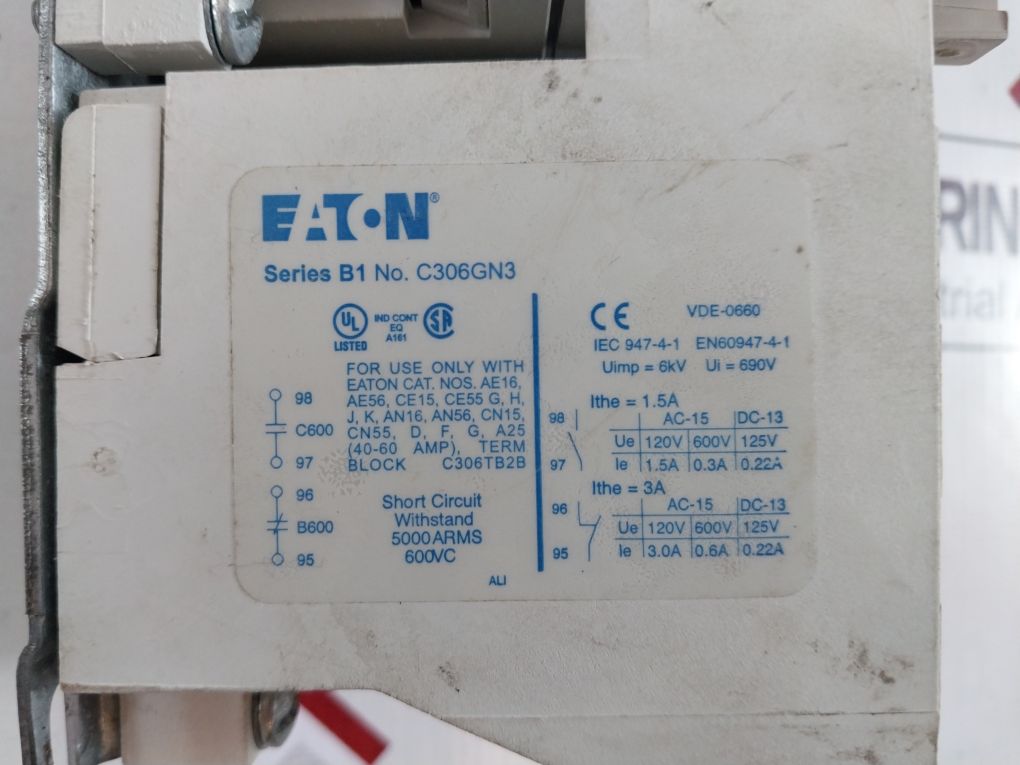 EATON®
Series B1 No. C306GN3
UL
LISTED
IND CONT
EQ
A161
SA
FOR USE ONLY WITH
EATON CAT. NOS. AE16,
AE56, CE15, CE55 G, H,
J, K, AN16, AN56, CN15,
CN55, D, F, G, A25
(40-60 AMP), TERM
BLOCK C306TB2B
98
C600
97
96
B600
95
Short Circuit
Withstand
5000ARMS
600VC
ALI
CE VDE-0660
IEC 947-4-1 EN60947-4-1
Uimp = 6kV Ui = 690V
Ithe = 1.5A
98
97
AC-15 DC-13
Ue 120V 600V 125V
Ie 1.5A 0.3A 0.22A
Ithe = 3A
96
95
AC-15 DC-13
Ue 120V 600V 125V
Ie 3.0A 0.6A 0.22A
RIN
trial